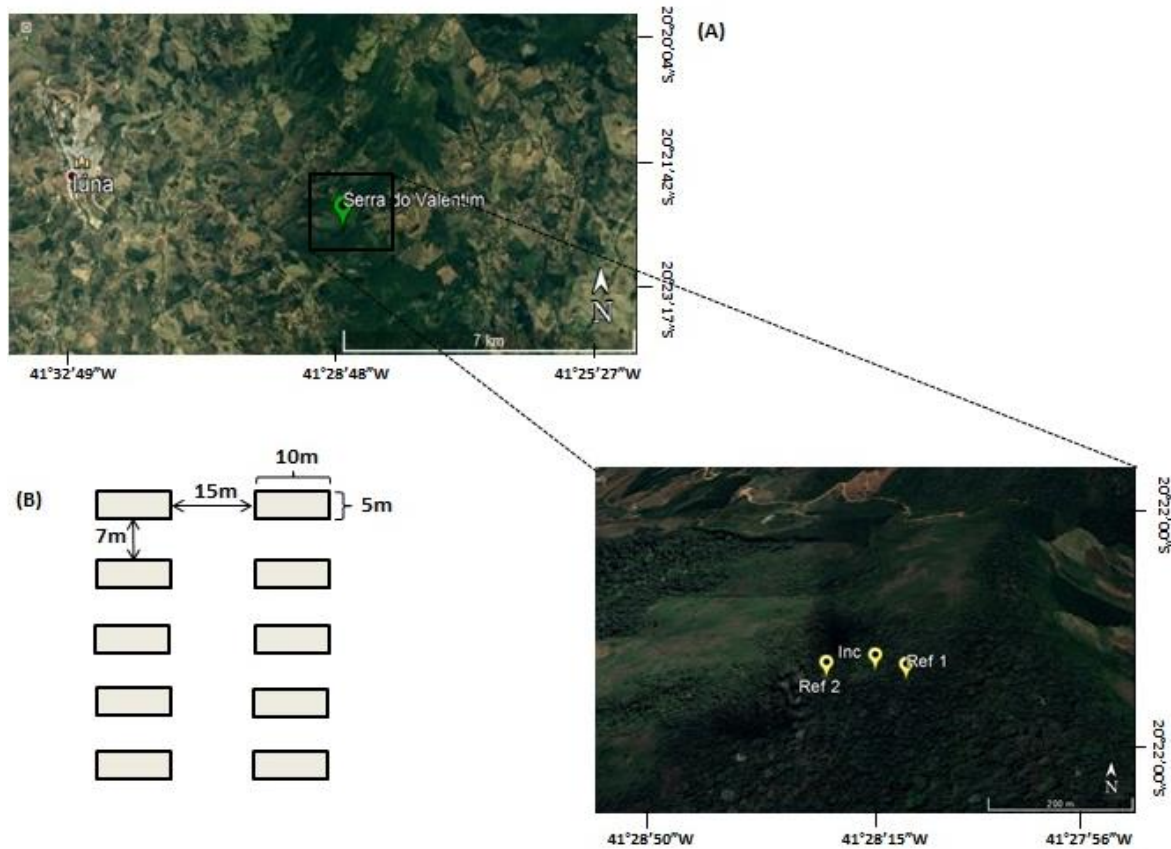 (A)
Iúna
Serra do Valentim
N
7 km
20°20'04"S
20°21'42"S
20°23'17"S
41°32'49"W
41°28'48"W
41°25'27"W
(B)
10m
15m
5m
7m
Inc
Ref 1
Ref 2
N
200 m
20°22'00"S
20°22'00"S
41°28'50"W
41°28'15"W
41°27'56"W